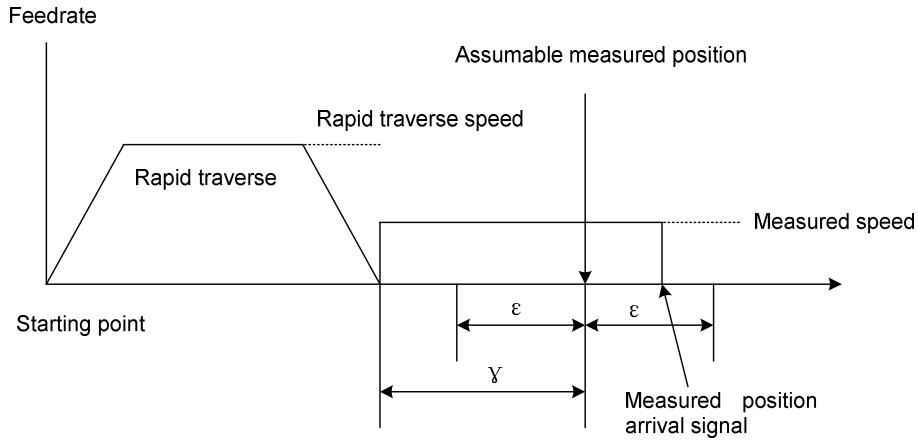 Feedrate
Assumable measured position
Rapid traverse speed
Rapid traverse
Measured speed
Starting point
ε
ε
ɣ
Measured position
arrival signal